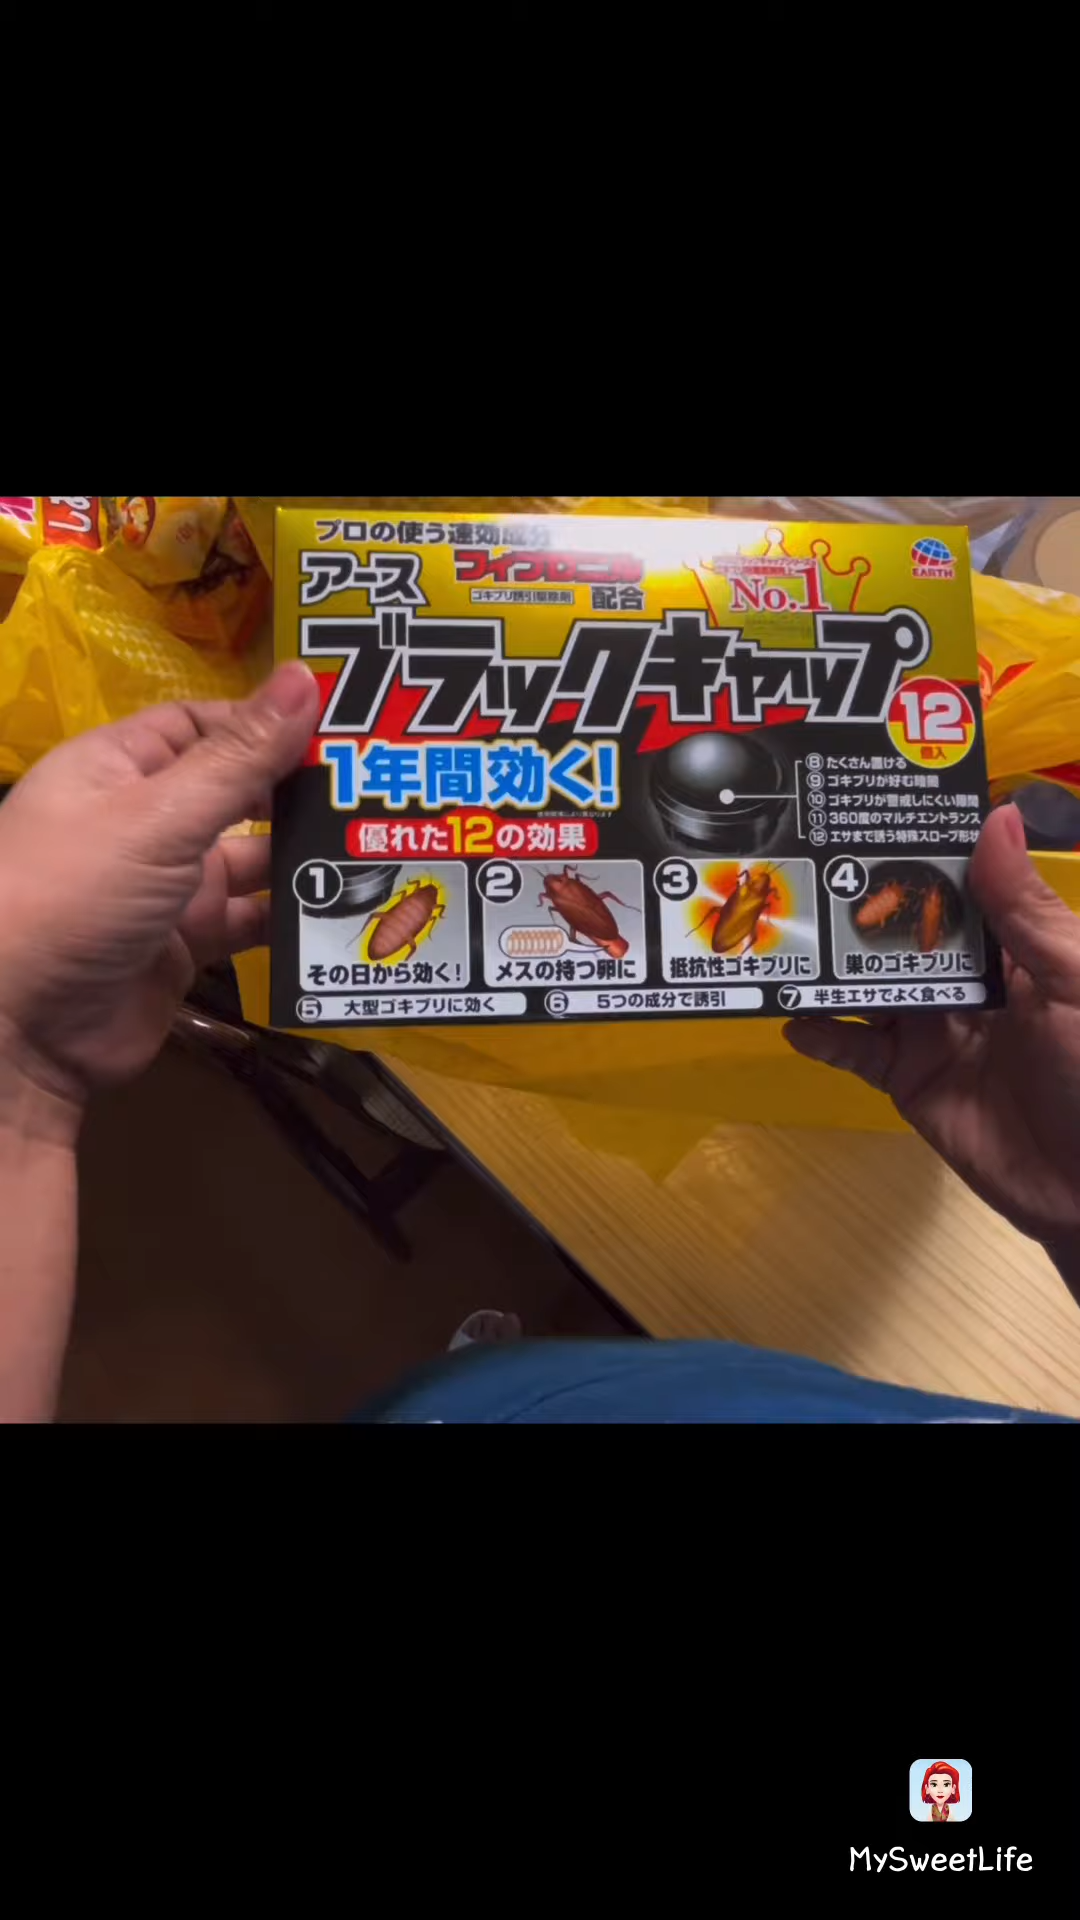 プロの使う速効成分
アース
フィプロニル
ゴキブリ誘引駆除剤
配合
No.1
EARTH
ブラックキャップ
12
個入
1年間効く!
優れた12の効果
⑧たくさん置ける
⑨ゴキブリが好む暗闇
⑩ゴキブリが警戒しにくい隙間
⑪360度のマルチエントランス
⑫エサまで誘う特殊スロープ形状
1
その日から効く!
2
メスの持つ卵に
3
抵抗性ゴキブリに
4
巣のゴキブリに
⑤ 大型ゴキブリに効く
⑥ 5つの成分で誘引
⑦ 半生エサでよく食べる
MySweetLife